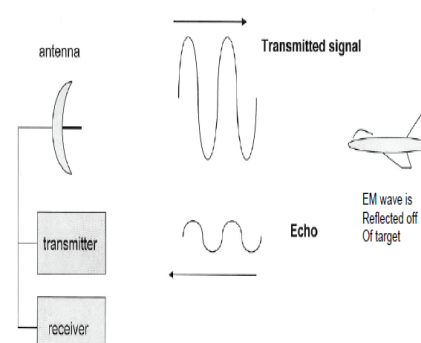 Transmitted signal
antenna
EM wave is
Reflected off
Of target
Echo
transmitter
receiver